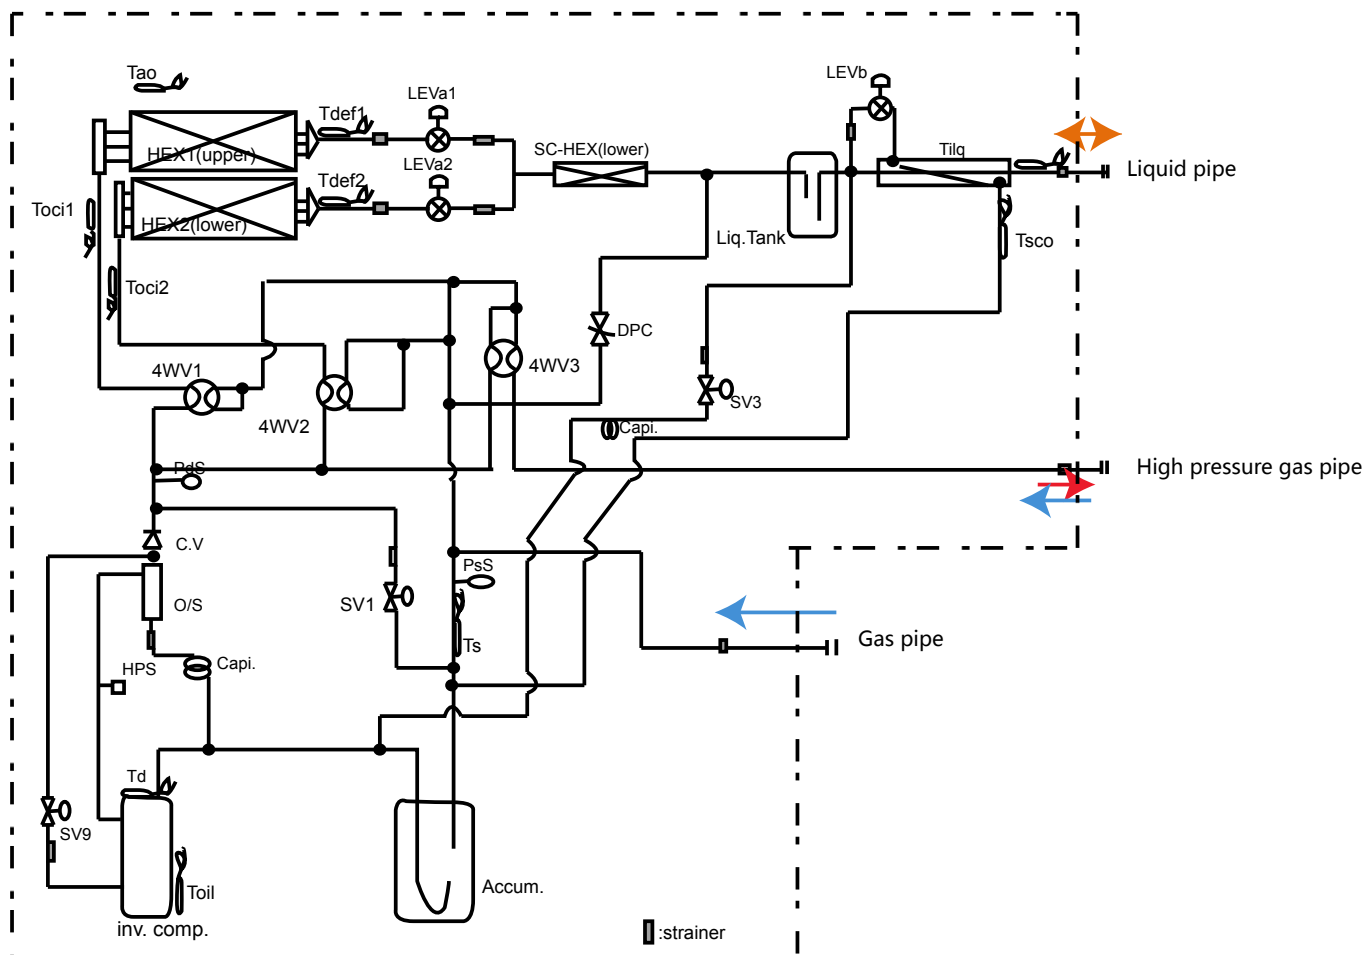 Tao
LEVb
LEVa1
Tdef1
HEX1(upper)
LEVa2
SC-HEX(lower)
Tilq
Liquid pipe
Tdef2
Toci1
HEX2(lower)
Liq.Tank
Tsco
Toci2
DPC
4WV3
4WV1
SV3
4WV2
Capi.
PdS
High pressure gas pipe
C.V
PsS
O/S
SV1
Ts
Gas pipe
HPS
Capi.
Td
SV9
Toil
Accum.
inv. comp.
:strainer